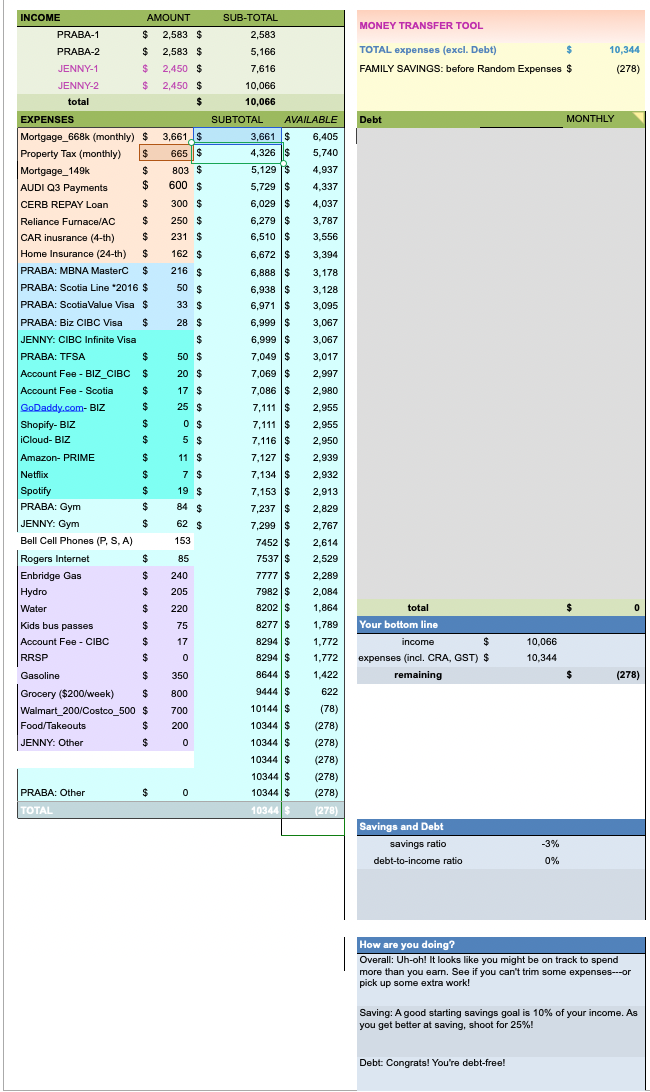 INCOME AMOUNT SUB-TOTAL
PRABA-1 $ 2,583 $ 2,583
PRABA-2 $ 2,583 $ 5,166
JENNY-1 $ 2,450 $ 7,616
JENNY-2 $ 2,450 $ 10,066
total $ 10,066
EXPENSES SUBTOTAL AVAILABLE
Mortgage_668k (monthly) $ 3,661 $ 3,661 $ 6,405
Property Tax (monthly) $ 665 $ 4,326 $ 5,740
Mortgage_149k $ 803 $ 5,129 $ 4,937
AUDI Q3 Payments $ 600 $ 5,729 $ 4,337
CERB REPAY Loan $ 300 $ 6,029 $ 4,037
Reliance Furnace/AC $ 250 $ 6,279 $ 3,787
CAR inusrance (4-th) $ 231 $ 6,510 $ 3,556
Home Insurance (24-th) $ 162 $ 6,672 $ 3,394
PRABA: MBNA MasterC $ 216 $ 6,888 $ 3,178
PRABA: Scotia Line *2016 $ 50 $ 6,938 $ 3,128
PRABA: ScotiaValue Visa $ 33 $ 6,971 $ 3,095
PRABA: Biz CIBC Visa $ 28 $ 6,999 $ 3,067
JENNY: CIBC Infinite Visa $ 6,999 $ 3,067
PRABA: TFSA $ 50 $ 7,049 $ 3,017
Account Fee - BIZ_CIBC $ 20 $ 7,069 $ 2,997
Account Fee - Scotia $ 17 $ 7,086 $ 2,980
GoDaddy.com- BIZ $ 25 $ 7,111 $ 2,955
Shopify- BIZ $ 0 $ 7,111 $ 2,955
iCloud- BIZ $ 5 $ 7,116 $ 2,950
Amazon- PRIME $ 11 $ 7,127 $ 2,939
Netflix $ 7 $ 7,134 $ 2,932
Spotify $ 19 $ 7,153 $ 2,913
PRABA: Gym $ 84 $ 7,237 $ 2,829
JENNY: Gym $ 62 $ 7,299 $ 2,767
Bell Cell Phones (P, S, A) 153 7452 $ 2,614
Rogers Internet $ 85 7537 $ 2,529
Enbridge Gas $ 240 7777 $ 2,289
Hydro $ 205 7982 $ 2,084
Water $ 220 8202 $ 1,864
Kids bus passes $ 75 8277 $ 1,789
Account Fee - CIBC $ 17 8294 $ 1,772
RRSP $ 0 8294 $ 1,772
Gasoline $ 350 8644 $ 1,422
Grocery ($200/week) $ 800 9444 $ 622
Walmart_200/Costco_500 $ 700 10144 $ (78)
Food/Takeouts $ 200 10344 $ (278)
JENNY: Other $ 0 10344 $ (278)
10344 $ (278)
10344 $ (278)
PRABA: Other $ 0 10344 $ (278)
TOTAL 10344 $ (278)
MONEY TRANSFER TOOL
TOTAL expenses (excl. Debt) $ 10,344
FAMILY SAVINGS: before Random Expenses $ (278)
Debt MONTHLY
total $ 0
Your bottom line
income $ 10,066
expenses (incl. CRA, GST) $ 10,344
remaining $ (278)
Savings and Debt
savings ratio -3%
debt-to-income ratio 0%
How are you doing?
Overall: Uh-oh! It looks like you might be on track to spend
more than you earn. See if you can't trim some expenses---or
pick up some extra work!
Saving: A good starting savings goal is 10% of your income. As
you get better at saving, shoot for 25%!
Debt: Congrats! You're debt-free!